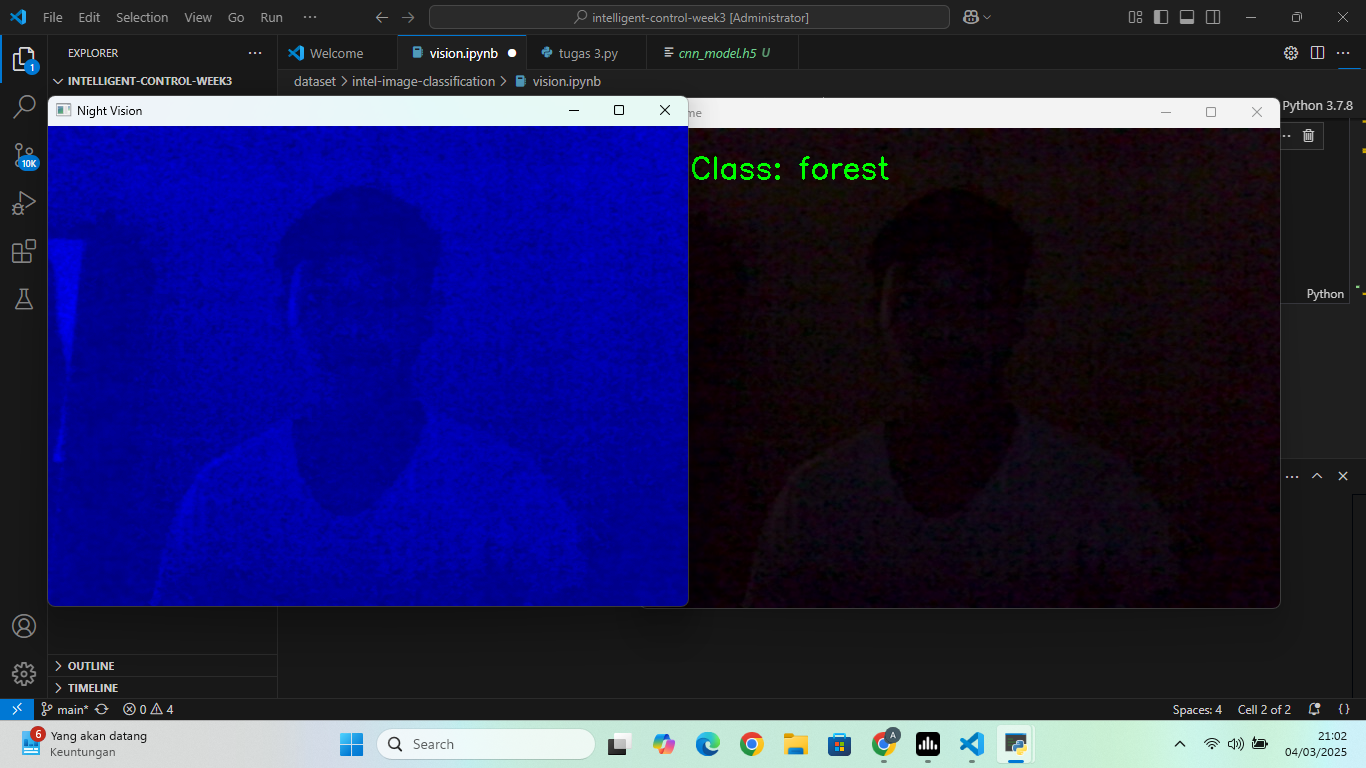 File Edit Selection View Go Run ··· intelligent-control-week3 [Administrator]
EXPLORER ···
Welcome vision.ipynb tugas 3.py cnn_model.h5 U
INTELLIGENT-CONTROL-WEEK3
dataset > intel-image-classification > vision.ipynb
1
Night Vision
me
Python 3.7.8
10K
Class: forest
Python
OUTLINE
TIMELINE
main* 0 4 Spaces: 4 Cell 2 of 2 {}
6
Yang akan datang
Keuntungan
Search
A
21:02
04/03/2025